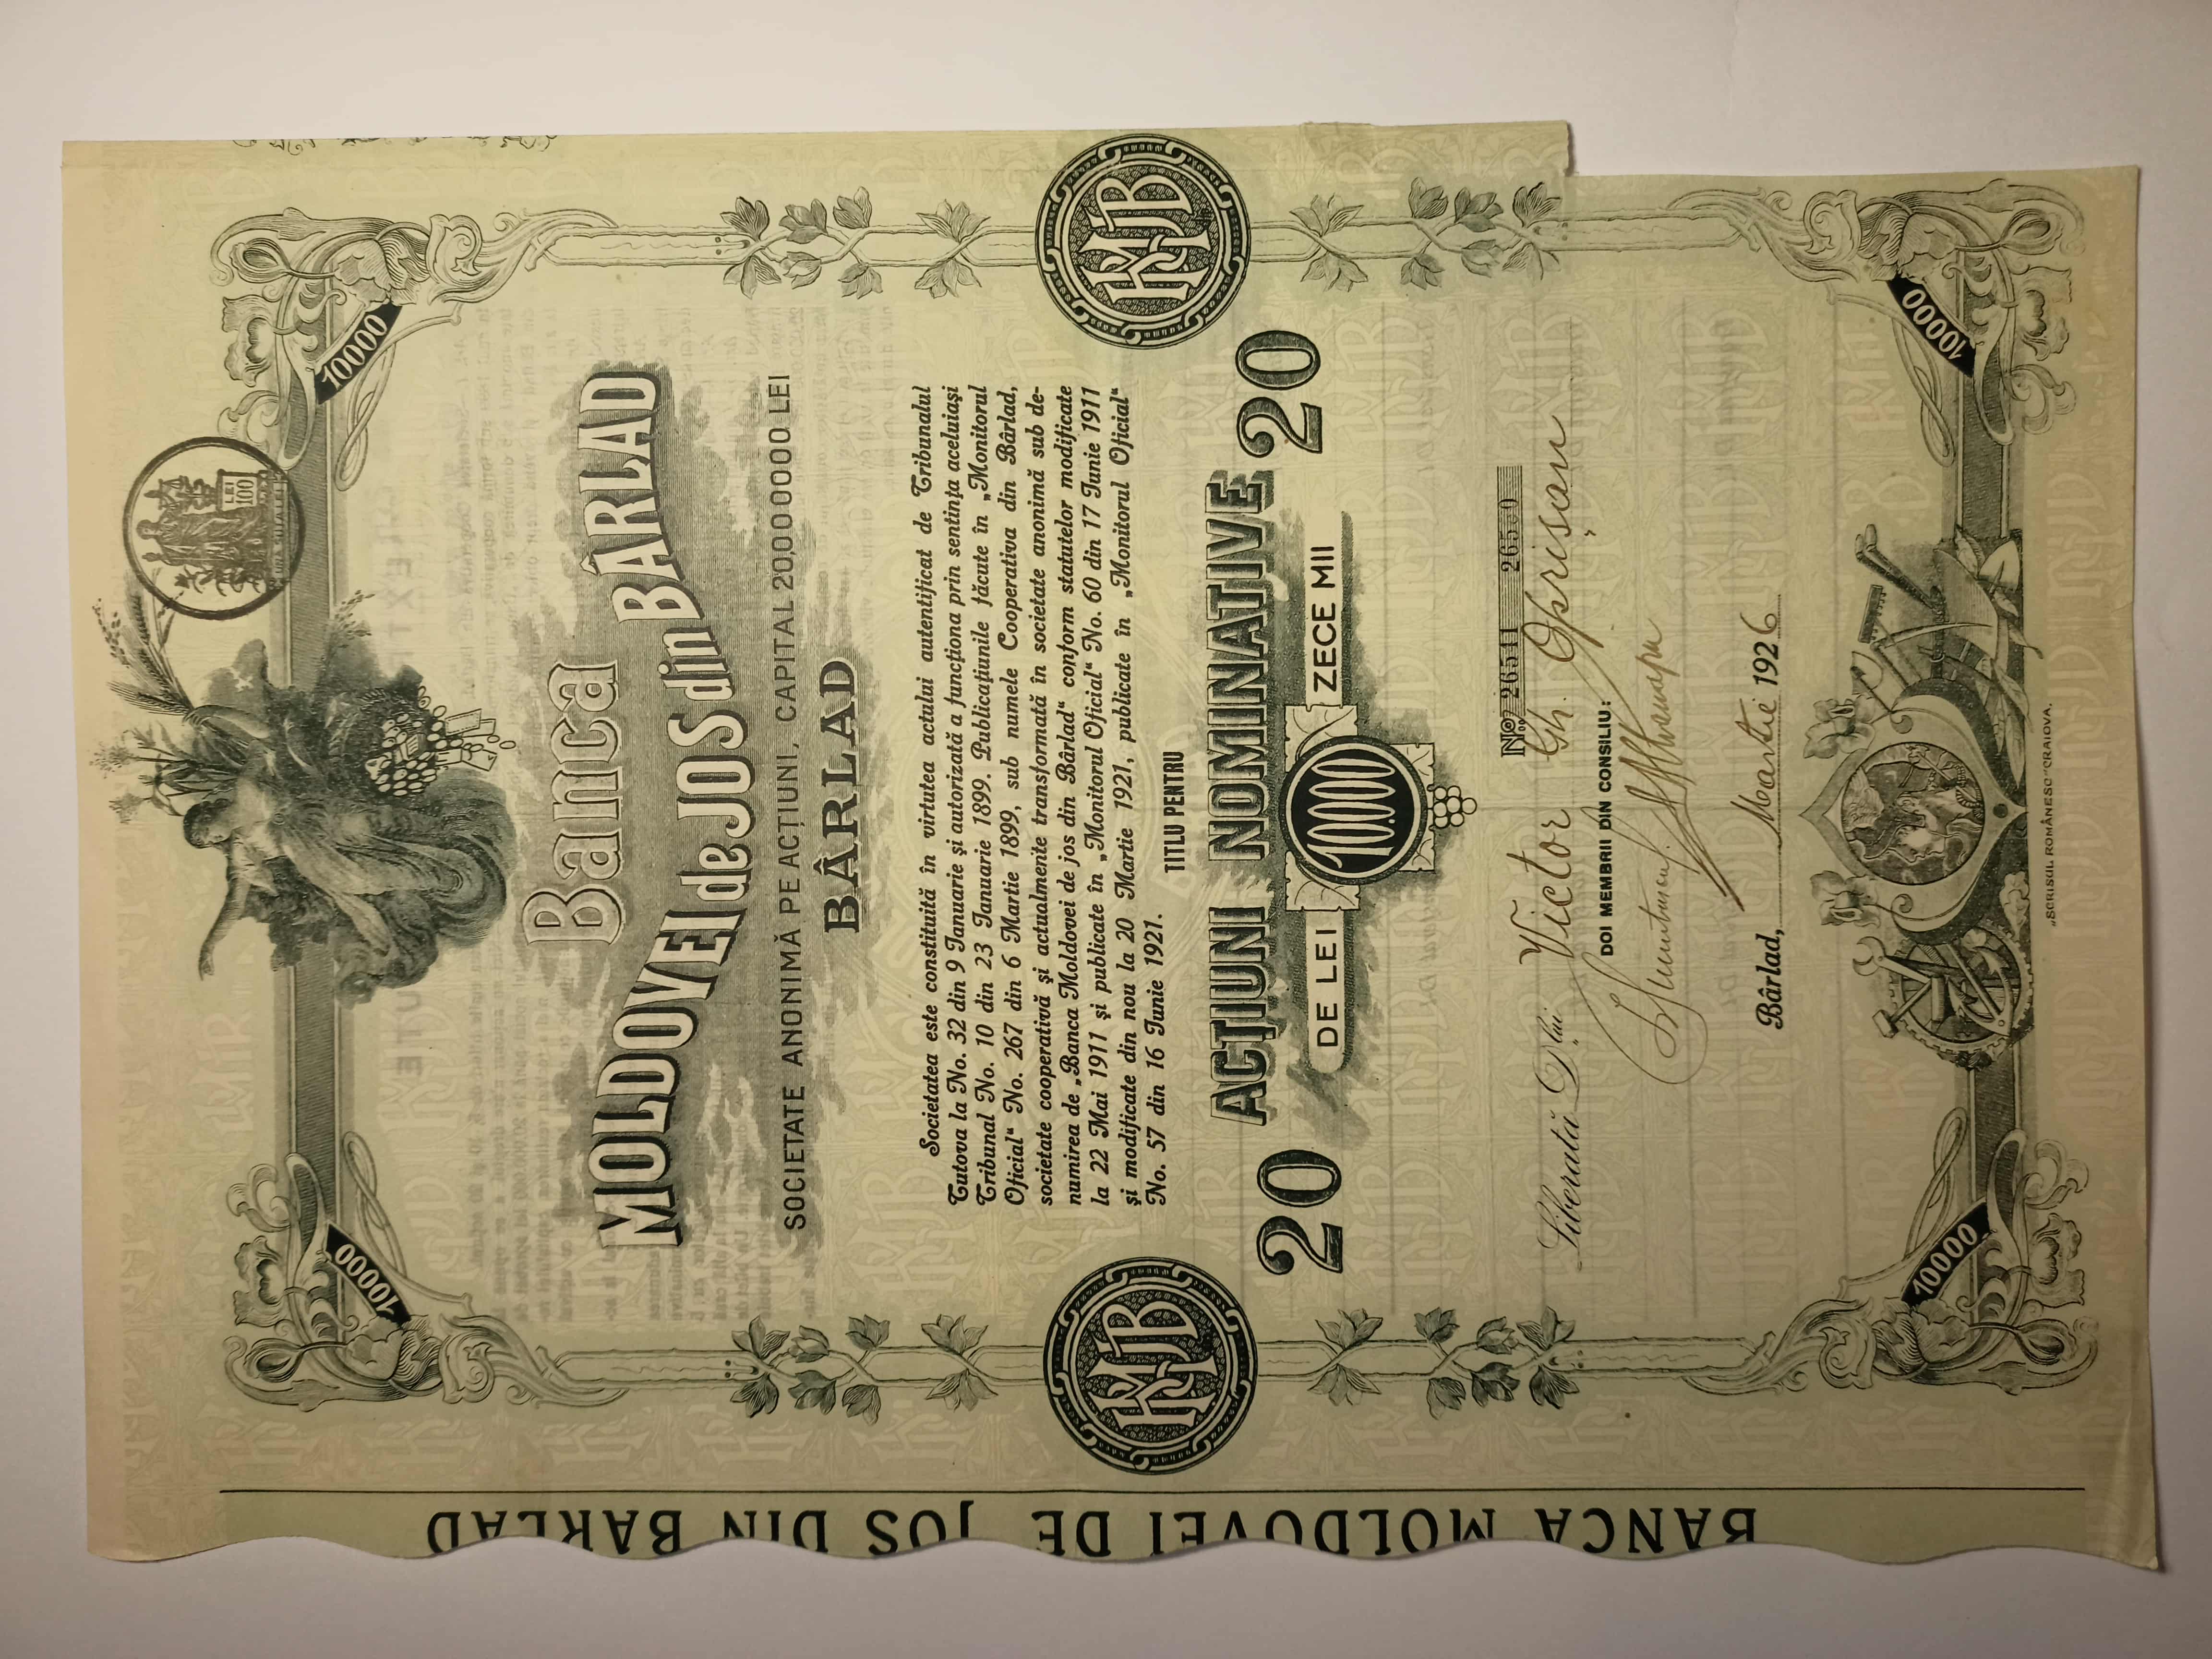 LEI
100
10000
10000
Banca
MOLDOVEI de JOS din BÂRLAD
SOCIETATE ANONIMĂ PE ACȚIUNI, CAPITAL 20,000000 LEI
BÂRLAD
Societatea este constituită în virtutea actului autentificat de Tribunalul
Tutova la No. 32 din 9 Ianuarie și autorizată a funcționa prin sentința aceluiași
Tribunal No. 10 din 23 Ianuarie 1899. Publicațiunile făcute în „Monitorul
Oficial“ No. 267 din 6 Martie 1899, sub numele Cooperativa din Bârlad,
societate cooperativă și actualmente transformată în societate anonimă sub de-
numirea de „Banca Moldovei de jos din Bârlad“ conform statutelor modificate
la 22 Mai 1911 și publicate în „Monitorul Oficial“ No. 60 din 17 Iunie 1911
și modificate din nou la 20 Martie 1921, publicate în „Monitorul Oficial“
No. 57 din 16 Iunie 1921.
TITLU PENTRU
20 ACȚIUNI NOMINATIVE 20
DE LEI 10.000 ZECE MII
No. 26511
Liberată D-lui Victor Gh. Oprișan
DOI MEMBRII DIN CONSILIU:
Bârlad, Martie 1926
10000
10000
„SCRISUL ROMÂNESC“ CRAIOVA.
BMJB
BMJB
BANCA MOLDOVEI DE JOS DIN BARLAD